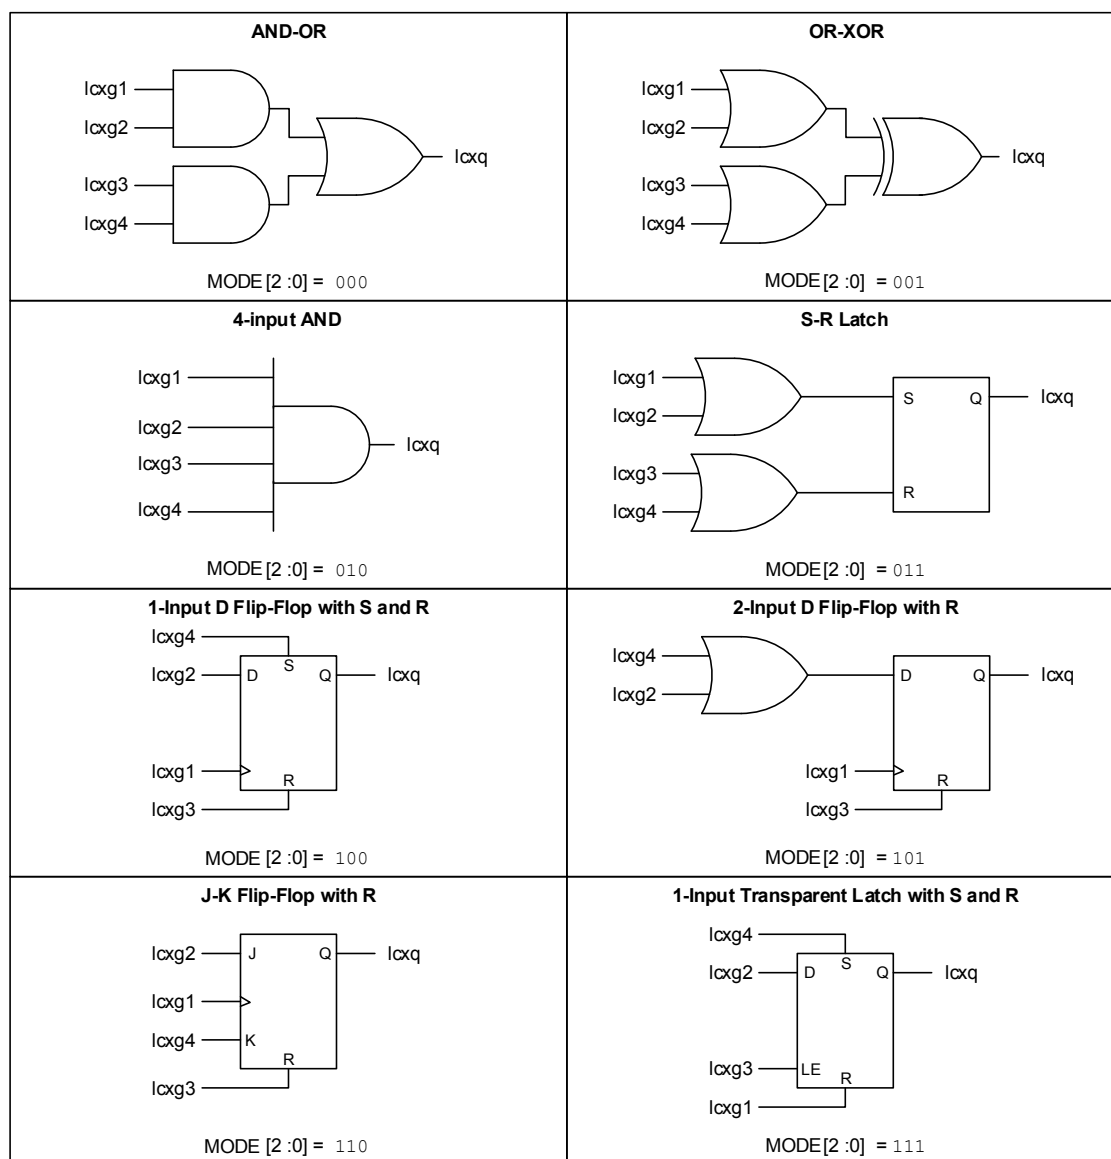 AND-OR
lcxg1
lcxg2
lcxg3
lcxg4
lcxq
MODE [2 :0] = 000
OR-XOR
lcxg1
lcxg2
lcxg3
lcxg4
lcxq
MODE[2 :0] = 001
4-input AND
lcxg1
lcxg2
lcxg3
lcxg4
lcxq
MODE [2 :0] = 010
S-R Latch
lcxg1
lcxg2
lcxg3
lcxg4
S Q lcxq
R
MODE[2 :0] = 011
1-Input D Flip-Flop with S and R
lcxg4
S
lcxg2 D Q lcxq
lcxg1
R
lcxg3
MODE [2 :0] = 100
2-Input D Flip-Flop with R
lcxg4
lcxg2
D Q lcxq
lcxg1
R
lcxg3
MODE[2 :0] = 101
J-K Flip-Flop with R
lcxg2 J Q lcxq
lcxg1
lcxg4 K
R
lcxg3
MODE [2 :0] = 110
1-Input Transparent Latch with S and R
lcxg4
S
lcxg2 D Q lcxq
lcxg3 LE
R
lcxg1
MODE[2 :0] = 111